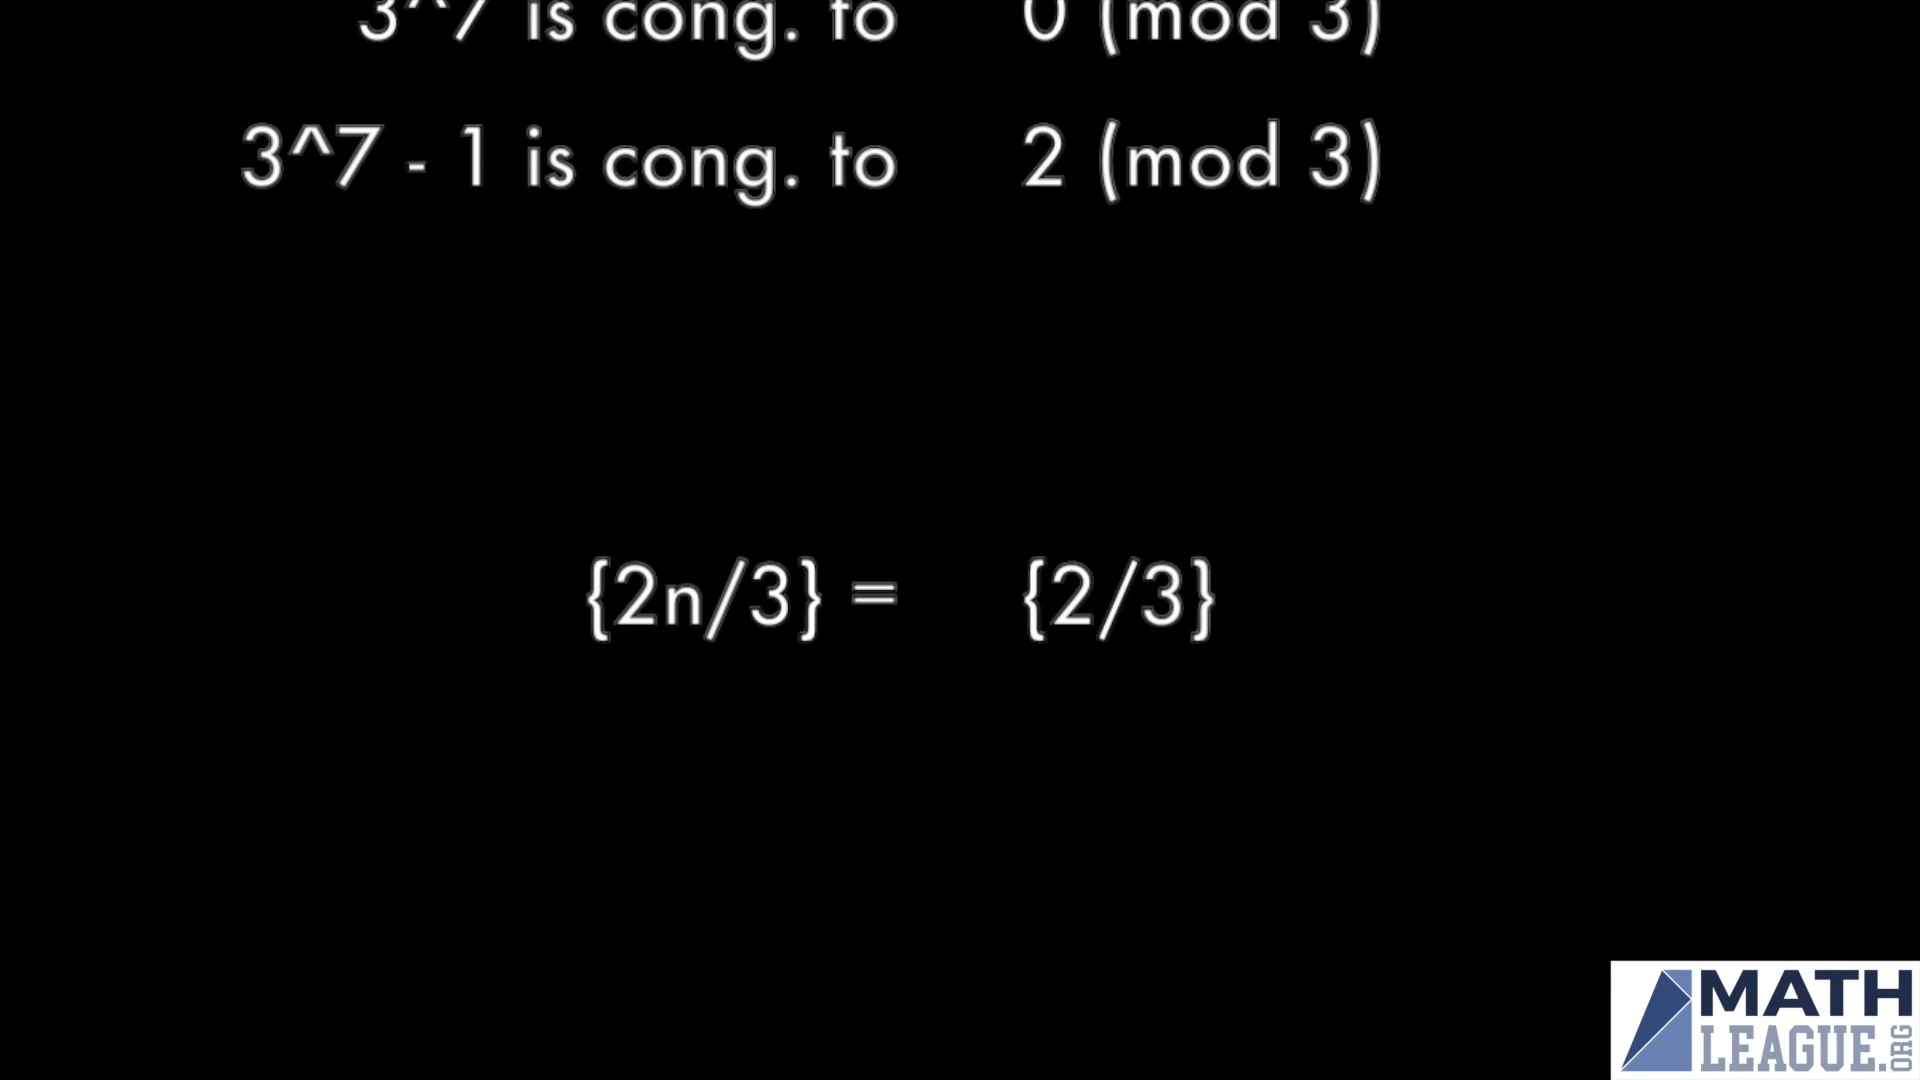 3^7 is cong. to 0 (mod 3)
3^7 - 1 is cong. to 2 (mod 3)
{2n/3} = {2/3}
MATH
LEAGUE.ORG